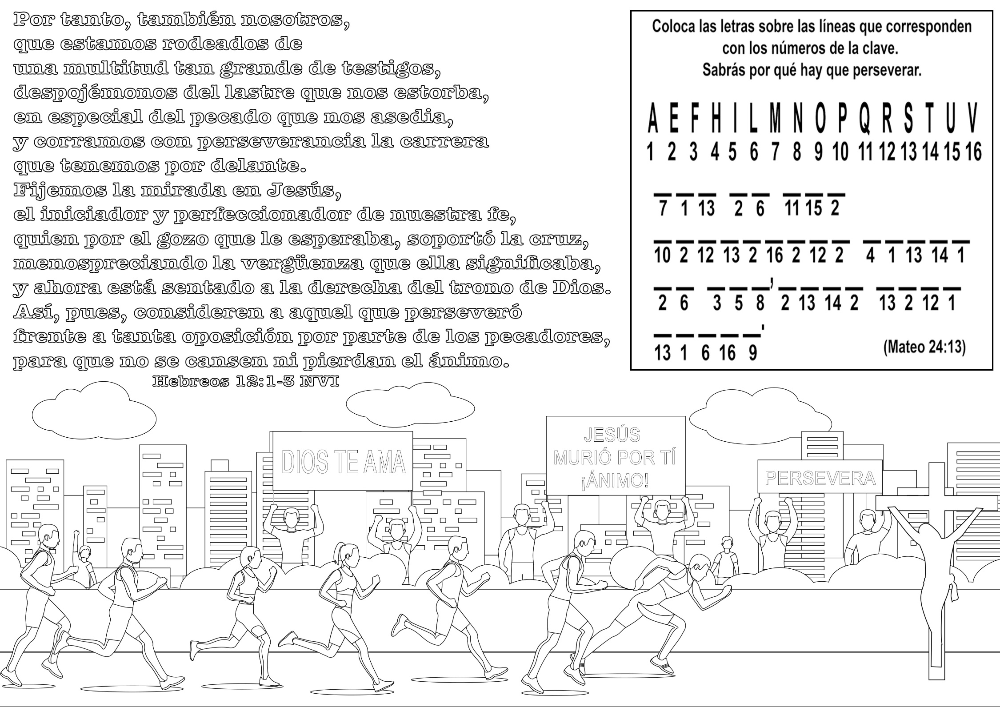 Por tanto, también nosotros,
que estamos rodeados de
una multitud tan grande de testigos,
despojémonos del lastre que nos estorba,
en especial del pecado que nos asedia,
y corramos con perseverancia la carrera
que tenemos por delante.
Fijemos la mirada en Jesús,
el iniciador y perfeccionador de nuestra fe,
quien por el gozo que le esperaba, soportó la cruz,
menospreciando la vergüenza que ella significaba,
y ahora está sentado a la derecha del trono de Dios.
Así, pues, consideren a aquel que perseveró
frente a tanta oposición por parte de los pecadores,
para que no se cansen ni pierdan el ánimo.
Hebreos 12:1-3 NVI
Coloca las letras sobre las líneas que corresponden
con los números de la clave.
Sabrás por qué hay que perseverar.
A E F H I L M N O P Q R S T U V
1 2 3 4 5 6 7 8 9 10 11 12 13 14 15 16
7 1 13 2 6 11 15 2
10 2 12 13 2 16 2 12 2 4 1 13 14 1
2 6 3 5 8 , 2 13 14 2 13 2 12 1
13 1 6 16 9 .
(Mateo 24:13)
DIOS TE AMA
JESÚS
MURIÓ POR TÍ
¡ÁNIMO!
PERSEVERA